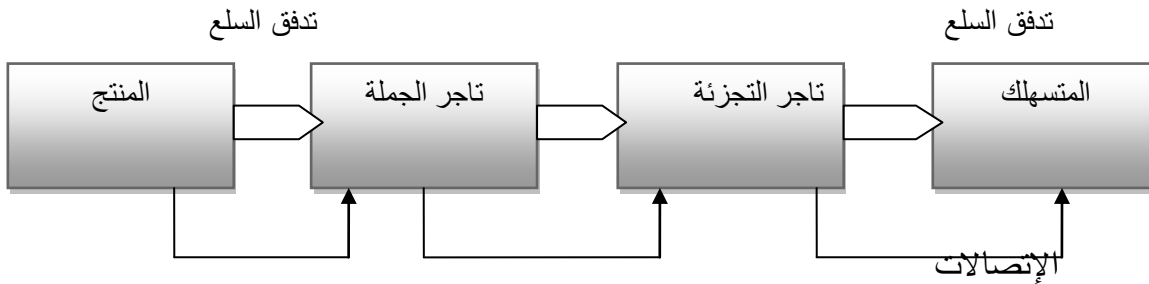 تدفق السلع
تدفق السلع
المنتج
تاجر الجملة
تاجر التجزئة
المتسهلك
الإتصالات